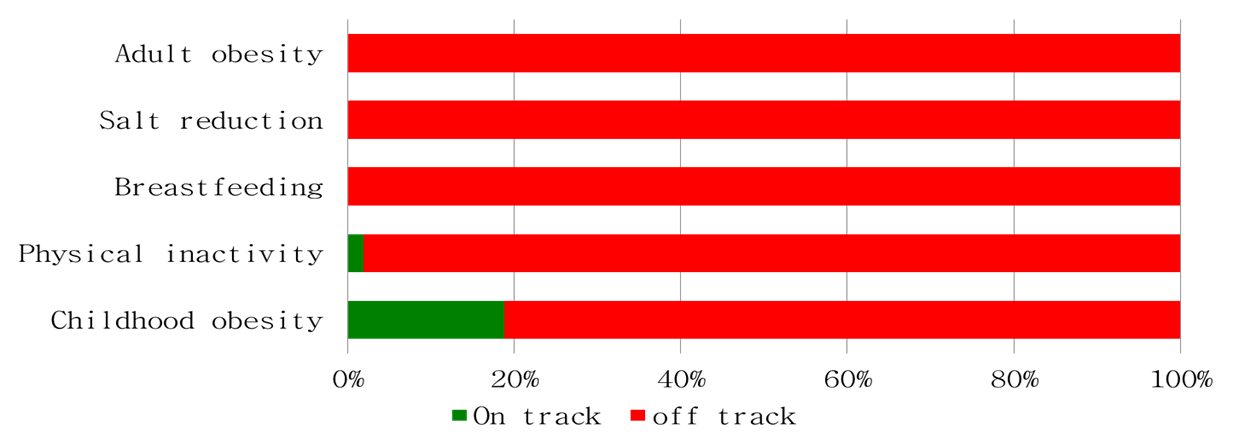 Adult obesity
Salt reduction
Breastfeeding
Physical inactivity
Childhood obesity
0% 20% 40% 60% 80% 100%
On track off track